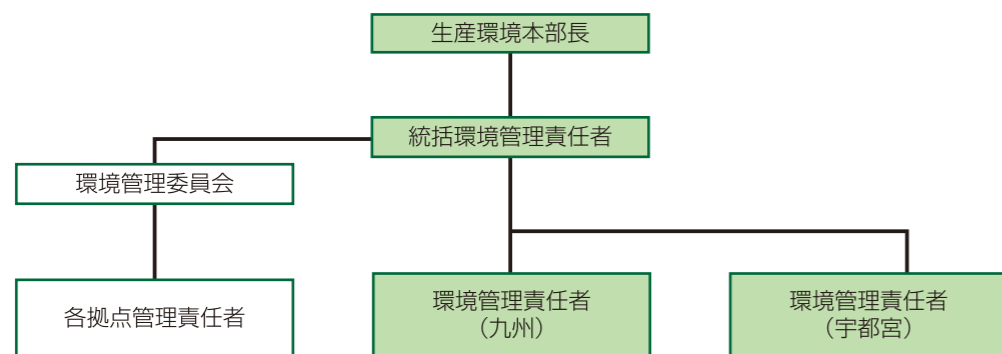 生産環境本部長
統括環境管理責任者
環境管理委員会
各拠点管理責任者
環境管理責任者
（九州）
環境管理責任者
（宇都宮）